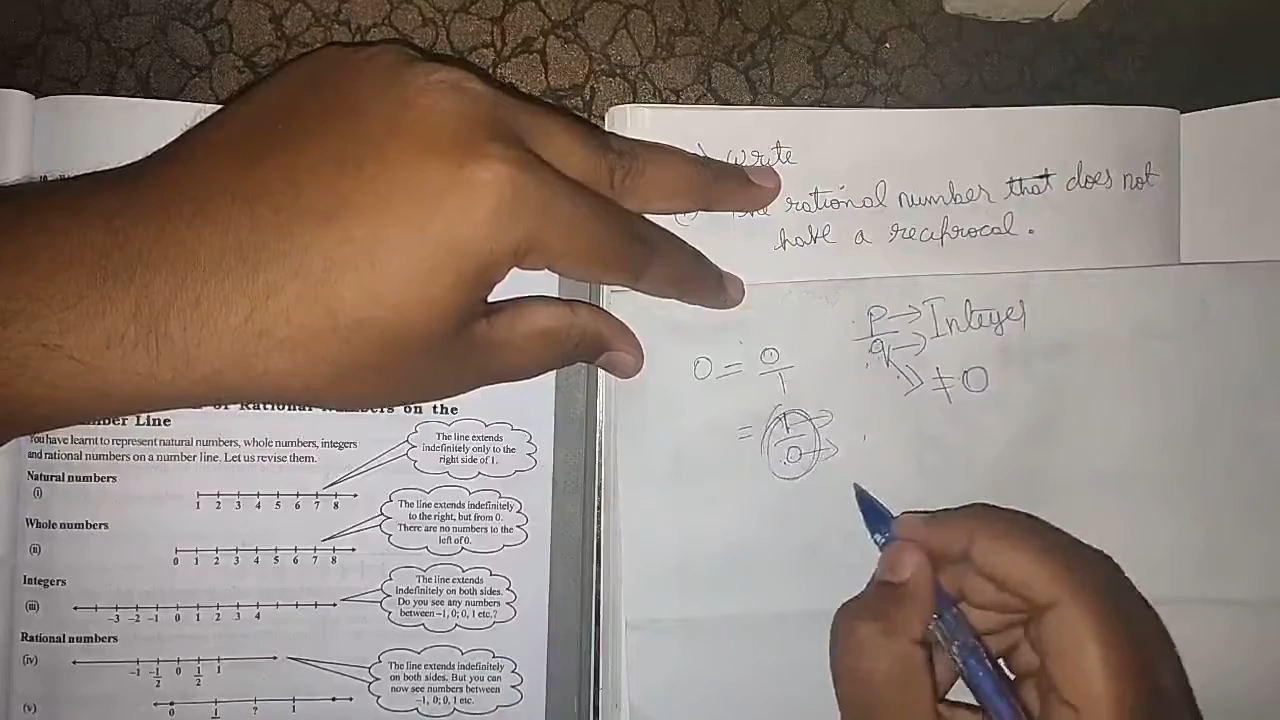 write
rational number that does not
have a reciprocal.
P → Integer
q →
≠ 0
0 = 0/1
= 1/0
Rational Numbers on the
Number Line
You have learnt to represent natural numbers, whole numbers, integers
and rational numbers on a number line. Let us revise them.
Natural numbers
(i)
1 2 3 4 5 6 7 8
The line extends
indefinitely only to the
right side of 1.
Whole numbers
(ii)
0 1 2 3 4 5 6 7 8
The line extends indefinitely
to the right, but from 0.
There are no numbers to the
left of 0.
Integers
(iii)
−3 −2 −1 0 1 2 3 4
The line extends
indefinitely on both sides.
Do you see any numbers
between −1, 0; 0, 1 etc.?
Rational numbers
(iv)
−1 −1/2 0 1/2 1
The line extends indefinitely
on both sides. But you can
now see numbers between
−1, 0; 0, 1 etc.
(v)
0 1 2 1